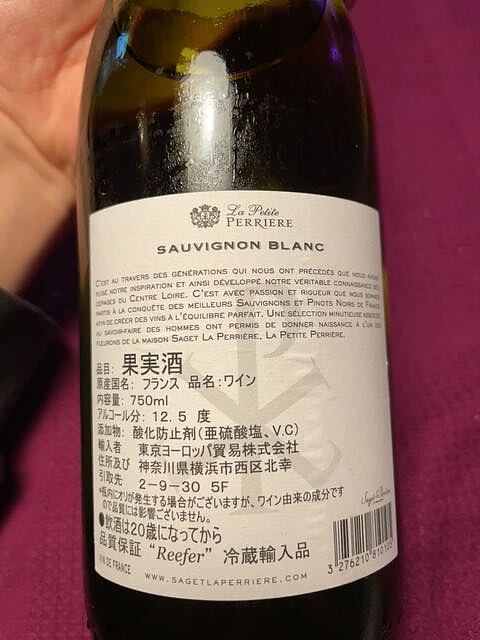 La Petite
PERRIERE
SAUVIGNON BLANC
C'EST AU TRAVERS DES GÉNÉRATIONS QUI NOUS ONT PRÉCÉDÉS QUE NOUS AVONS
PUISÉ NOTRE INSPIRATION ET AINSI DÉVELOPPÉ NOTRE VÉRITABLE CONNAISSANCE DES
CÉPAGES DU CENTRE LOIRE. C'EST AVEC PASSION ET RIGUEUR QUE NOUS SOMMES
PARTIS À LA CONQUÊTE DES MEILLEURS SAUVIGNONS ET PINOTS NOIRS DE FRANCE
AFIN DE CRÉER DES VINS À L'ÉQUILIBRE PARFAIT. UNE SÉLECTION MINUTIEUSE
AU SAVOIR-FAIRE DES HOMMES ONT PERMIS DE DONNER NAISSANCE À L'UN DES
FLEURONS DE LA MAISON SAGET LA PERRIÈRE, LA PETITE PERRIÈRE.
品目: 果実酒
原産国名: フランス 品名:ワイン
内容量: 750ml
アルコール分: 12.5 度
添加物: 酸化防止剤(亜硫酸塩、V.C)
輸入者 東京ヨーロッパ貿易株式会社
住所及び 神奈川県横浜市西区北幸
引取先 2-9-30 5F
*瓶内にオリが発生する場合がございますが、ワイン由来の成分です
ので品質には影響ございません。
●飲酒は20歳になってから
品質保証 "Reefer" 冷蔵輸入品
VIN DE FRANCE
WWW.SAGETLAPERRIERE.COM
3 276210 810105